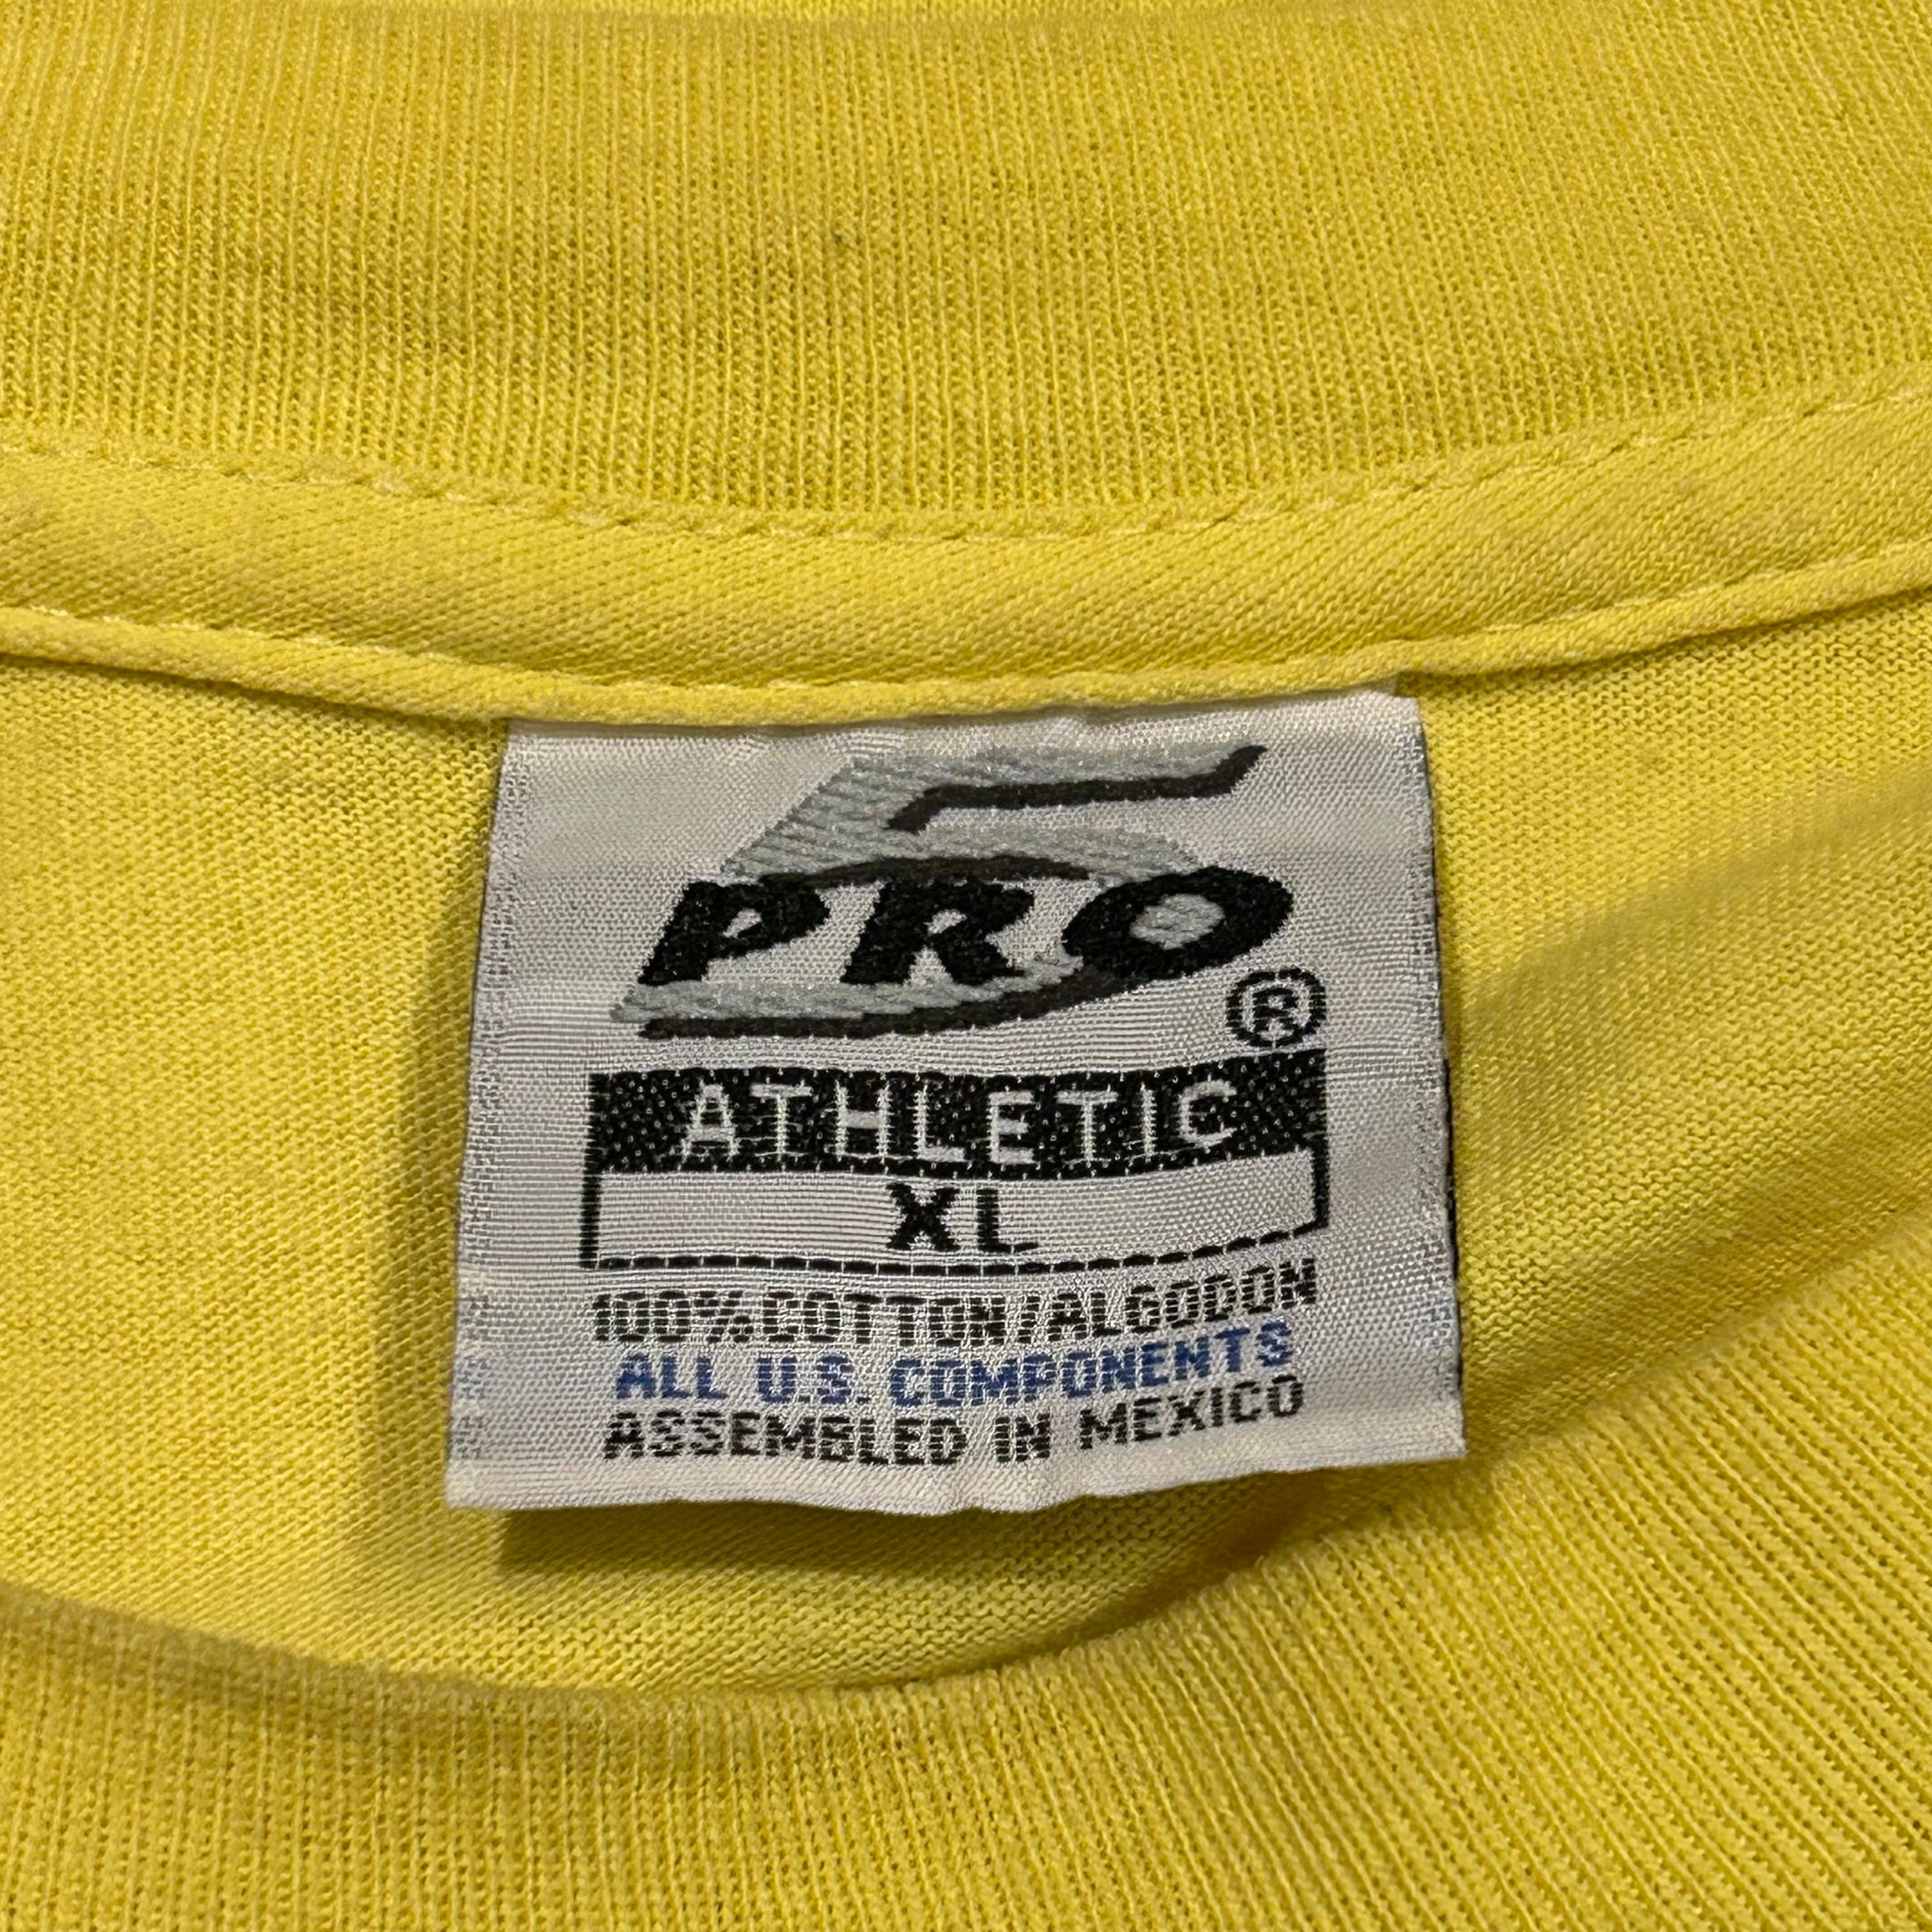 PRO 5
®
ATHLETIC
XL
100% COTTON/ALGODON
ALL U.S. COMPONENTS
ASSEMBLED IN MEXICO